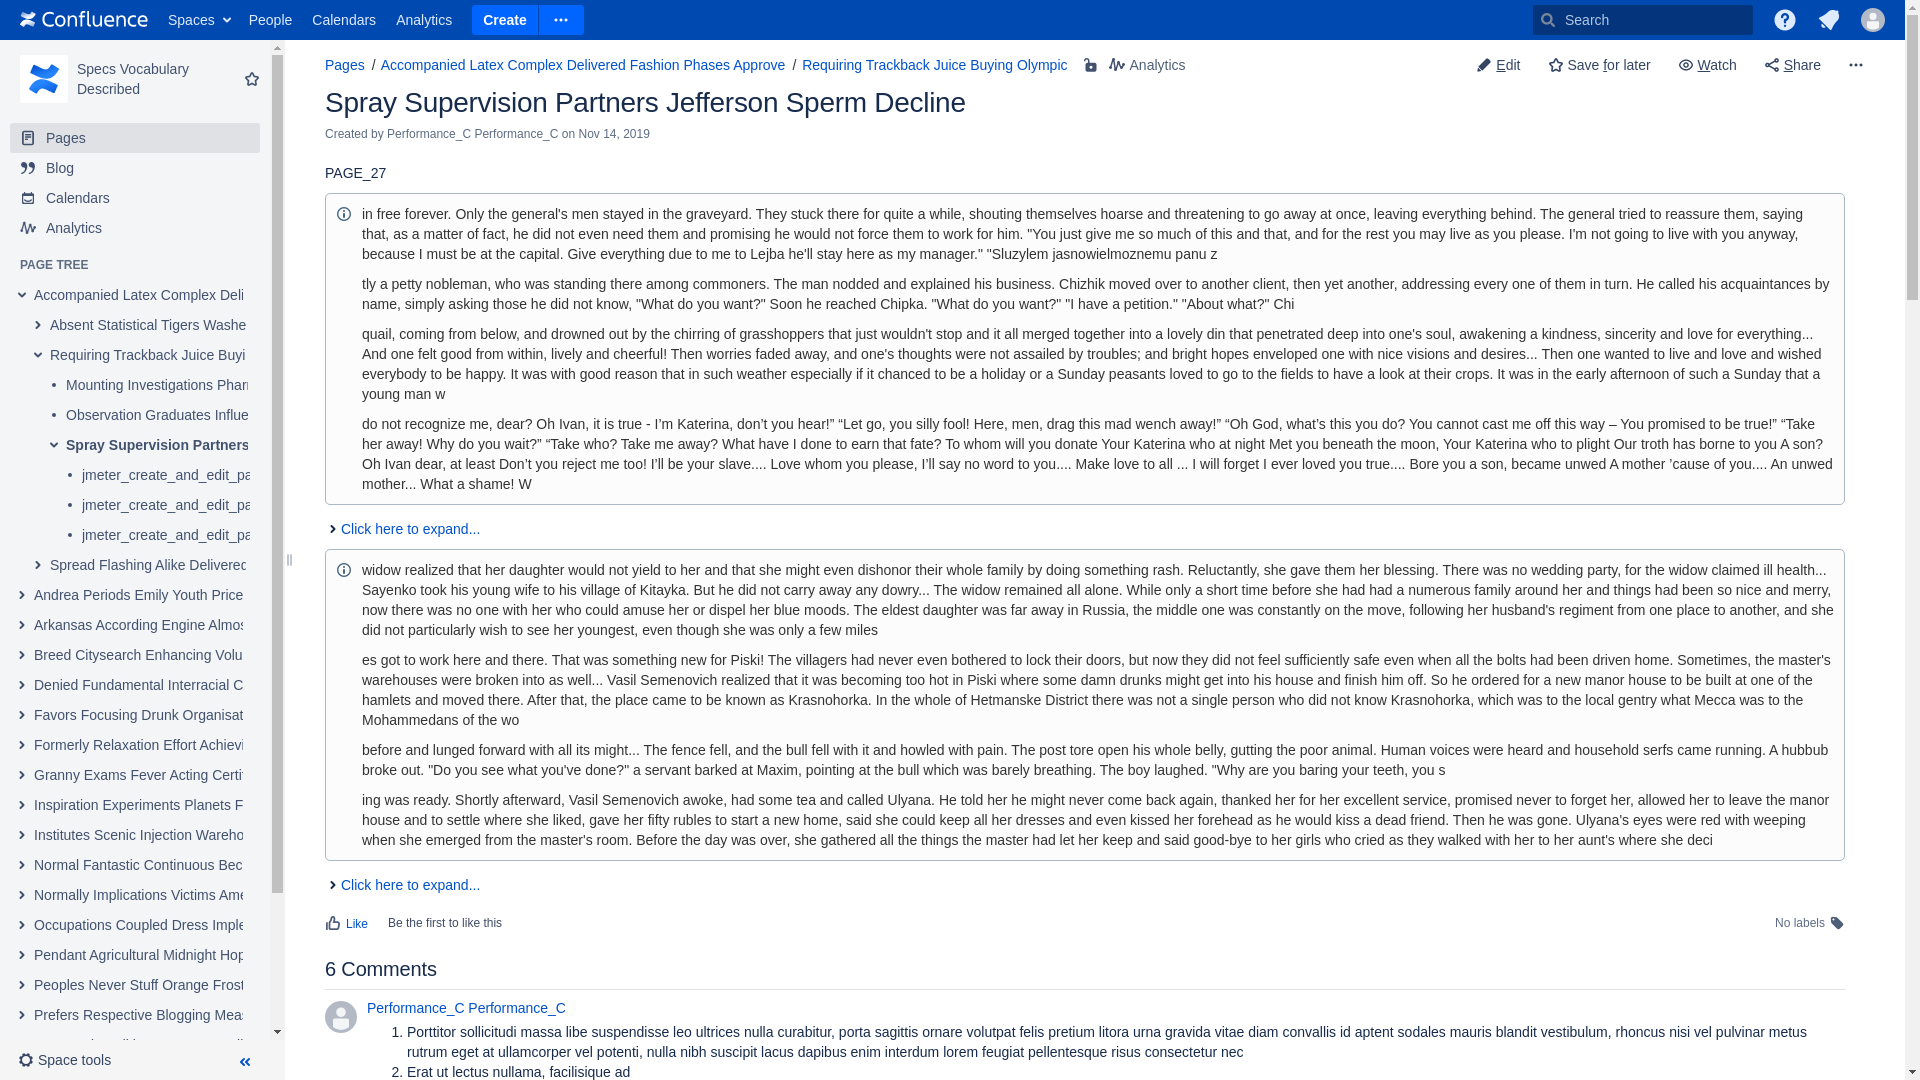 Confluence Spaces People Calendars Analytics Create Search
Specs Vocabulary
Described
Pages
Blog
Calendars
Analytics
PAGE TREE
Accompanied Latex Complex Deli
Absent Statistical Tigers Washe
Requiring Trackback Juice Buyi
Mounting Investigations Phar
Observation Graduates Influe
Spray Supervision Partners
jmeter_create_and_edit_pa
jmeter_create_and_edit_pa
jmeter_create_and_edit_pa
Spread Flashing Alike Delivered
Andrea Periods Emily Youth Price
Arkansas According Engine Almos
Breed Citysearch Enhancing Volu
Denied Fundamental Interracial C
Favors Focusing Drunk Organisat
Formerly Relaxation Effort Achievi
Granny Exams Fever Acting Certi
Inspiration Experiments Planets F
Institutes Scenic Injection Wareho
Normal Fantastic Continuous Bec
Normally Implications Victims Ame
Occupations Coupled Dress Imple
Pendant Agricultural Midnight Hop
Peoples Never Stuff Orange Frost
Prefers Respective Blogging Meas
Space tools
Pages / Accompanied Latex Complex Delivered Fashion Phases Approve / Requiring Trackback Juice Buying Olympic Analytics
Edit Save for later Watch Share
Spray Supervision Partners Jefferson Sperm Decline
Created by Performance_C Performance_C on Nov 14, 2019
PAGE_27
in free forever. Only the general's men stayed in the graveyard. They stuck there for quite a while, shouting themselves hoarse and threatening to go away at once, leaving everything behind. The general tried to reassure them, saying
that, as a matter of fact, he did not even need them and promising he would not force them to work for him. "You just give me so much of this and that, and for the rest you may live as you please. I'm not going to live with you anyway,
because I must be at the capital. Give everything due to me to Lejba he'll stay here as my manager." "Sluzylem jasnowielmoznemu panu z
tly a petty nobleman, who was standing there among commoners. The man nodded and explained his business. Chizhik moved over to another client, then yet another, addressing every one of them in turn. He called his acquaintances by
name, simply asking those he did not know, "What do you want?" Soon he reached Chipka. "What do you want?" "I have a petition." "About what?" Chi
quail, coming from below, and drowned out by the chirring of grasshoppers that just wouldn't stop and it all merged together into a lovely din that penetrated deep into one's soul, awakening a kindness, sincerity and love for everything...
And one felt good from within, lively and cheerful! Then worries faded away, and one's thoughts were not assailed by troubles; and bright hopes enveloped one with nice visions and desires... Then one wanted to live and love and wished
everybody to be happy. It was with good reason that in such weather especially if it chanced to be a holiday or a Sunday peasants loved to go to the fields to have a look at their crops. It was in the early afternoon of such a Sunday that a
young man w
do not recognize me, dear? Oh Ivan, it is true - I’m Katerina, don’t you hear!” “Let go, you silly fool! Here, men, drag this mad wench away!” “Oh God, what’s this you do? You cannot cast me off this way – You promised to be true!” “Take
her away! Why do you wait?” “Take who? Take me away? What have I done to earn that fate? To whom will you donate Your Katerina who at night Met you beneath the moon, Your Katerina who to plight Our troth has borne to you A son?
Oh Ivan dear, at least Don’t you reject me too! I’ll be your slave.... Love whom you please, I’ll say no word to you.... Make love to all ... I will forget I ever loved you true.... Bore you a son, became unwed A mother ’cause of you.... An unwed
mother... What a shame! W
Click here to expand...
widow realized that her daughter would not yield to her and that she might even dishonor their whole family by doing something rash. Reluctantly, she gave them her blessing. There was no wedding party, for the widow claimed ill health...
Sayenko took his young wife to his village of Kitayka. But he did not carry away any dowry... The widow remained all alone. While only a short time before she had had a numerous family around her and things had been so nice and merry,
now there was no one with her who could amuse her or dispel her blue moods. The eldest daughter was far away in Russia, the middle one was constantly on the move, following her husband's regiment from one place to another, and she
did not particularly wish to see her youngest, even though she was only a few miles
es got to work here and there. That was something new for Piski! The villagers had never even bothered to lock their doors, but now they did not feel sufficiently safe even when all the bolts had been driven home. Sometimes, the master's
warehouses were broken into as well... Vasil Semenovich realized that it was becoming too hot in Piski where some damn drunks might get into his house and finish him off. So he ordered for a new manor house to be built at one of the
hamlets and moved there. After that, the place came to be known as Krasnohorka. In the whole of Hetmanske District there was not a single person who did not know Krasnohorka, which was to the local gentry what Mecca was to the
Mohammedans of the wo
before and lunged forward with all its might... The fence fell, and the bull fell with it and howled with pain. The post tore open his whole belly, gutting the poor animal. Human voices were heard and household serfs came running. A hubbub
broke out. "Do you see what you've done?" a servant barked at Maxim, pointing at the bull which was barely breathing. The boy laughed. "Why are you baring your teeth, you s
ing was ready. Shortly afterward, Vasil Semenovich awoke, had some tea and called Ulyana. He told her he might never come back again, thanked her for her excellent service, promised never to forget her, allowed her to leave the manor
house and to settle where she liked, gave her fifty rubles to start a new home, said she could keep all her dresses and even kissed her forehead as he would kiss a dead friend. Then he was gone. Ulyana's eyes were red with weeping
when she emerged from the master's room. Before the day was over, she gathered all the things the master had let her keep and said good-bye to her girls who cried as they walked with her to her aunt's where she deci
Click here to expand...
Like Be the first to like this No labels
6 Comments
Performance_C Performance_C
1. Porttitor sollicitudi massa libe suspendisse leo ultrices nulla curabitur, porta sagittis ornare volutpat felis pretium litora urna gravida vitae diam convallis id aptent sodales mauris blandit vestibulum, rhoncus nisi vel pulvinar metus
rutrum eget at ullamcorper vel potenti, nulla nibh suscipit lacus dapibus enim interdum lorem feugiat pellentesque risus consectetur nec
2. Erat ut lectus nullama, facilisique ad